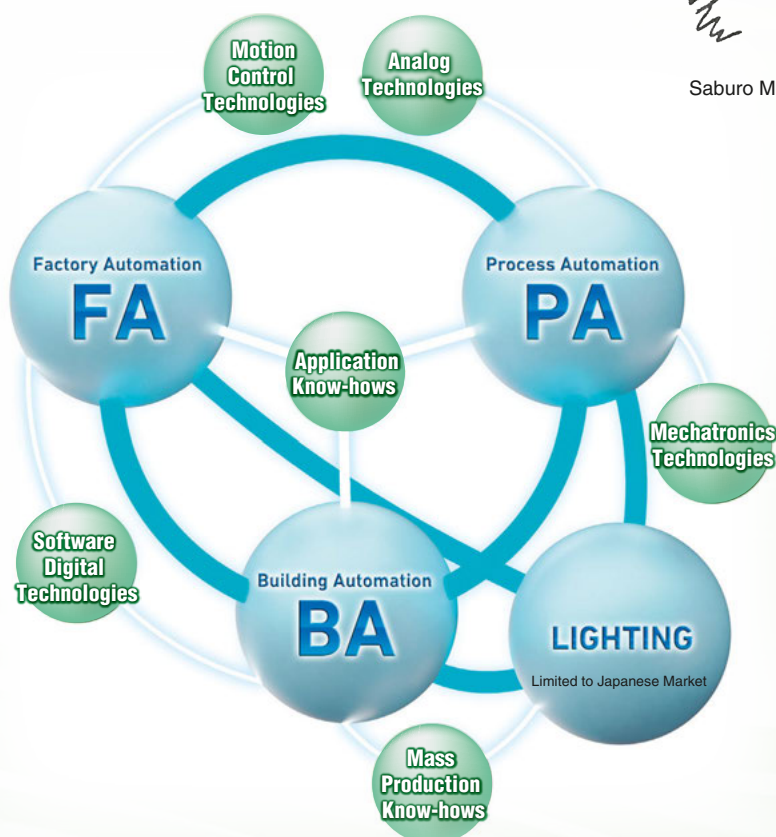 Motion
Control
Technologies
Analog
Technologies
Saburo M
Factory Automation
FA
Process Automation
PA
Application
Know-hows
Mechatronics
Technologies
Software
Digital
Technologies
Building Automation
BA
LIGHTING
Limited to Japanese Market
Mass
Production
Know-hows